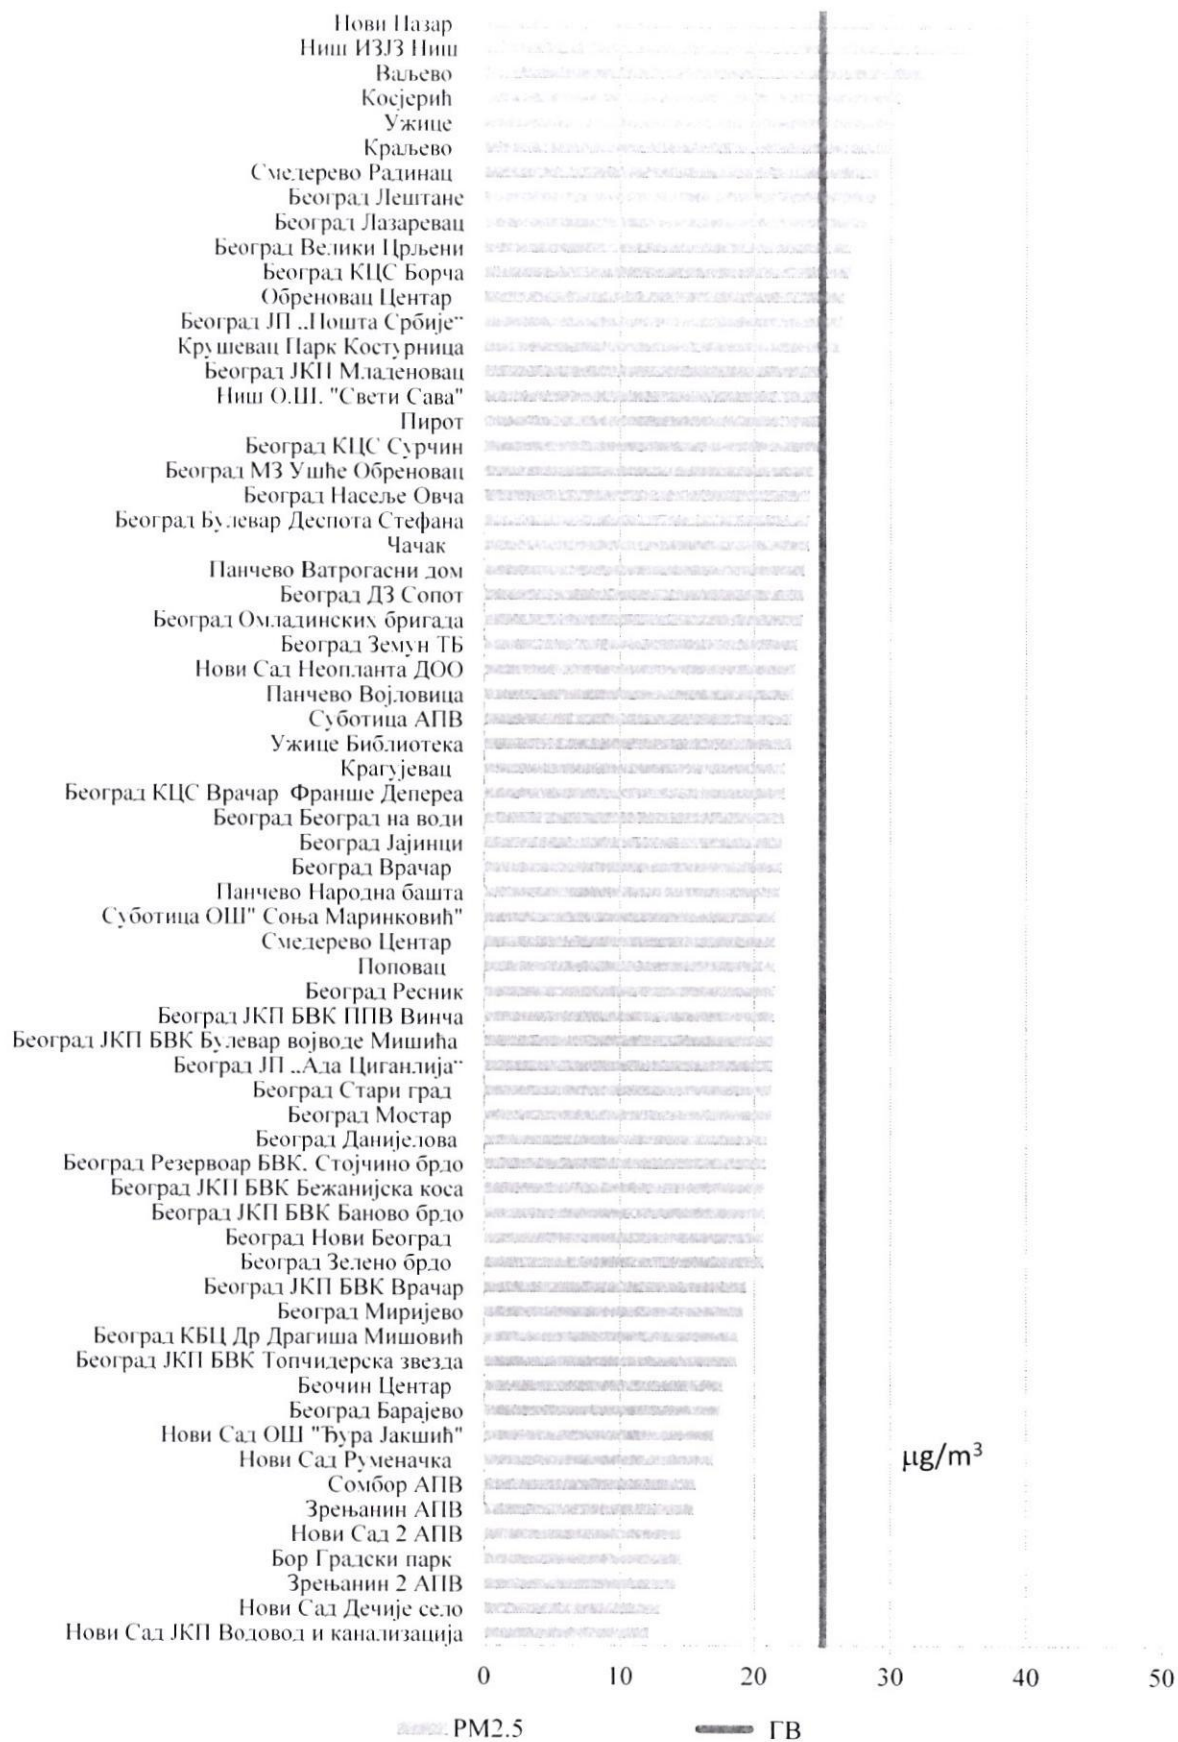 Нови Пазар
Ниш ИЗЈЗ Ниш
Ваљево
Косјерић
Ужице
Краљево
Смедерево Радинац
Београд Лештане
Београд Лазаревац
Београд Велики Црљени
Београд КЦС Борча
Обреновац Центар
Београд ЈП „Пошта Србије“
Крушевац Парк Костурница
Београд ЈКП Младеновац
Ниш О.Ш. "Свети Сава"
Пирот
Београд КЦС Сурчин
Београд МЗ Ушће Обреновац
Београд Насеље Овча
Београд Булевар Деспота Стефана
Чачак
Панчево Ватрогасни дом
Београд ДЗ Сопот
Београд Омладинских бригада
Београд Земун ТБ
Нови Сад Неопланта ДОО
Панчево Војловица
Суботица АПВ
Ужице Библиотека
Крагујевац
Београд КЦС Врачар Франше Депереа
Београд Београд на води
Београд Јајинци
Београд Врачар
Панчево Народна башта
Суботица ОШ" Соња Маринковић"
Смедерево Центар
Поповац
Београд Ресник
Београд ЈКП БВК ППВ Винча
Београд ЈКП БВК Булевар војводе Мишића
Београд ЈП „Ада Циганлија“
Београд Стари град
Београд Мостар
Београд Данијелова
Београд Резервоар БВК. Стојчино брдо
Београд ЈКП БВК Бежанијска коса
Београд ЈКП БВК Баново брдо
Београд Нови Београд
Београд Зелено брдо
Београд ЈКП БВК Врачар
Београд Миријево
Београд КБЦ Др Драгиша Мишовић
Београд ЈКП БВК Топчидерска звезда
Беочин Центар
Београд Барајево
Нови Сад ОШ "Ђура Јакшић"
Нови Сад Руменачка
μg/m³
Сомбор АПВ
Зрењанин АПВ
Нови Сад 2 АПВ
Бор Градски парк
Зрењанин 2 АПВ
Нови Сад Дечије село
Нови Сад ЈКП Водовод и канализација
0 10 20 30 40 50
PM2.5 ГВ